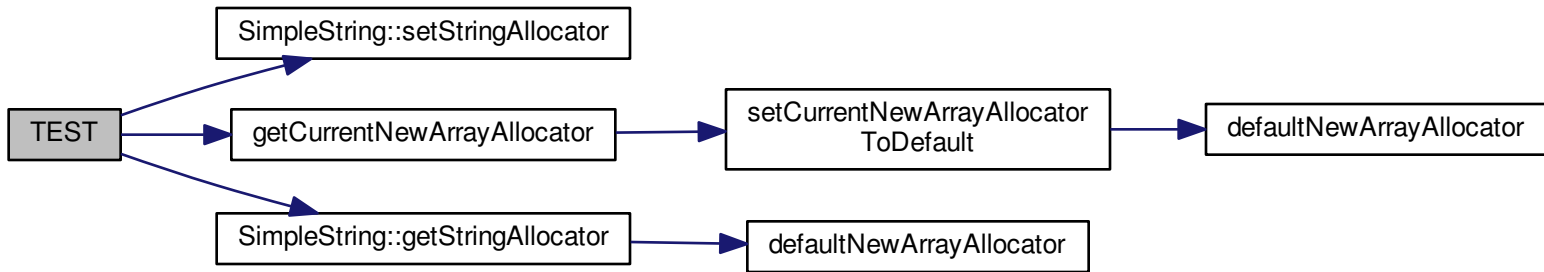 SimpleString::setStringAllocator
TEST
getCurrentNewArrayAllocator
setCurrentNewArrayAllocator
ToDefault
defaultNewArrayAllocator
SimpleString::getStringAllocator
defaultNewArrayAllocator